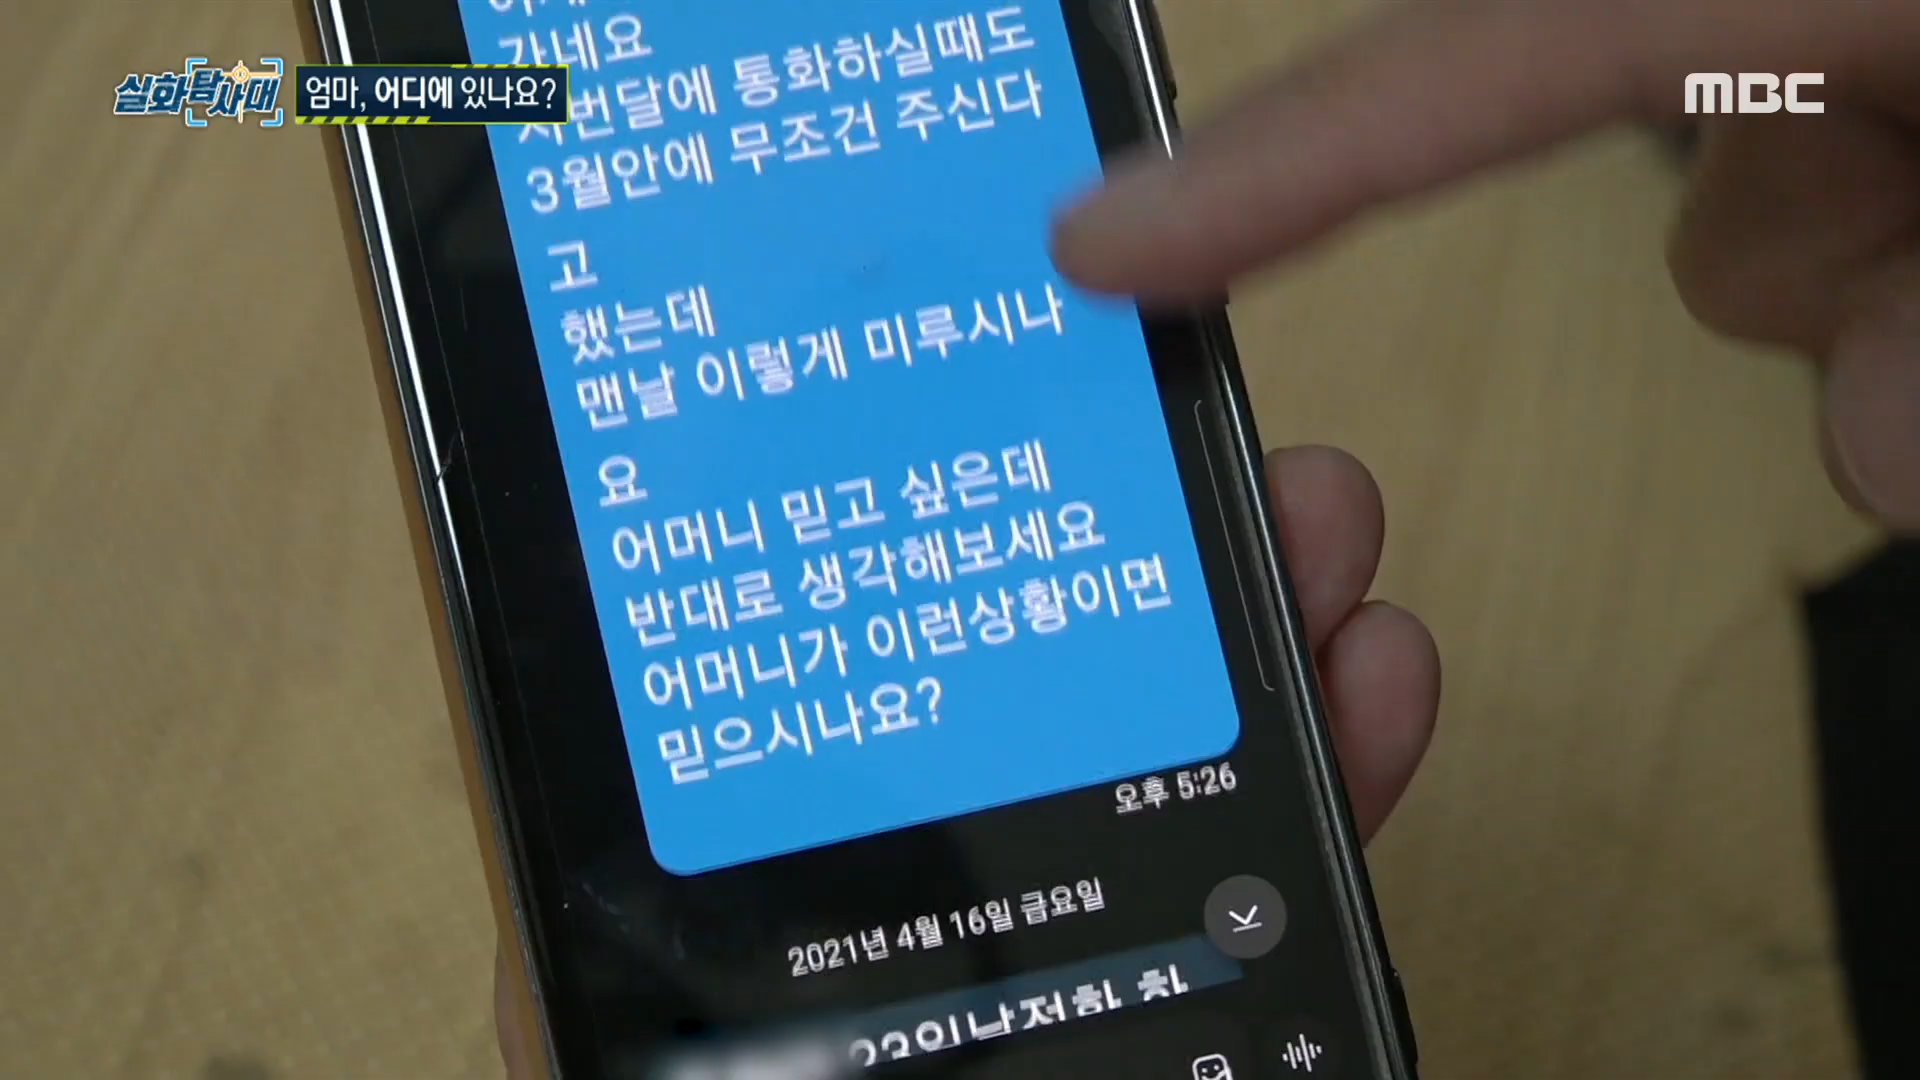 실화탐사대
엄마, 어디에 있나요?
MBC
가네요
저번달에 통화하실때도
3월안에 무조건 주신다
고
했는데
맨날 이렇게 미루시나
요
어머니 믿고 싶은데
반대로 생각해보세요
어머니가 이런상황이면
믿으시나요?
오후 5:26
2021년 4월 16일 금요일